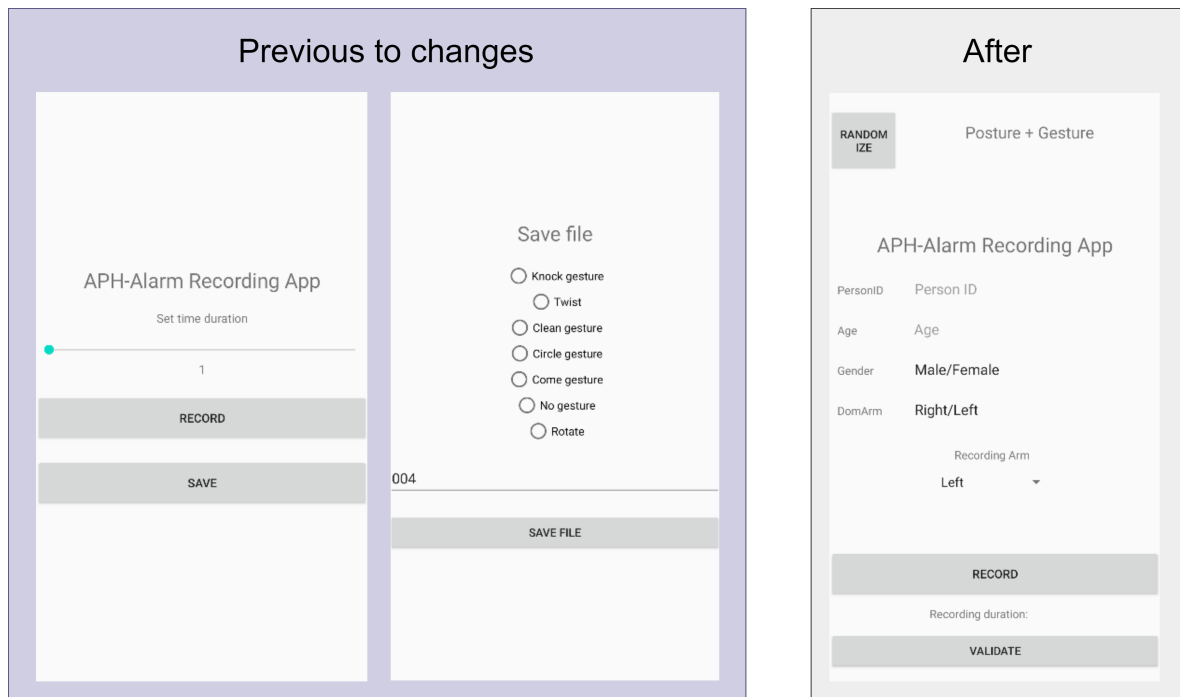 Previous to changes
APH-Alarm Recording App
Set time duration
1
RECORD
SAVE
Save file
Knock gesture
Twist
Clean gesture
Circle gesture
Come gesture
No gesture
Rotate
004
SAVE FILE
After
RANDOM
IZE
Posture + Gesture
APH-Alarm Recording App
PersonID Person ID
Age Age
Gender Male/Female
DomArm Right/Left
Recording Arm
Left
RECORD
Recording duration:
VALIDATE